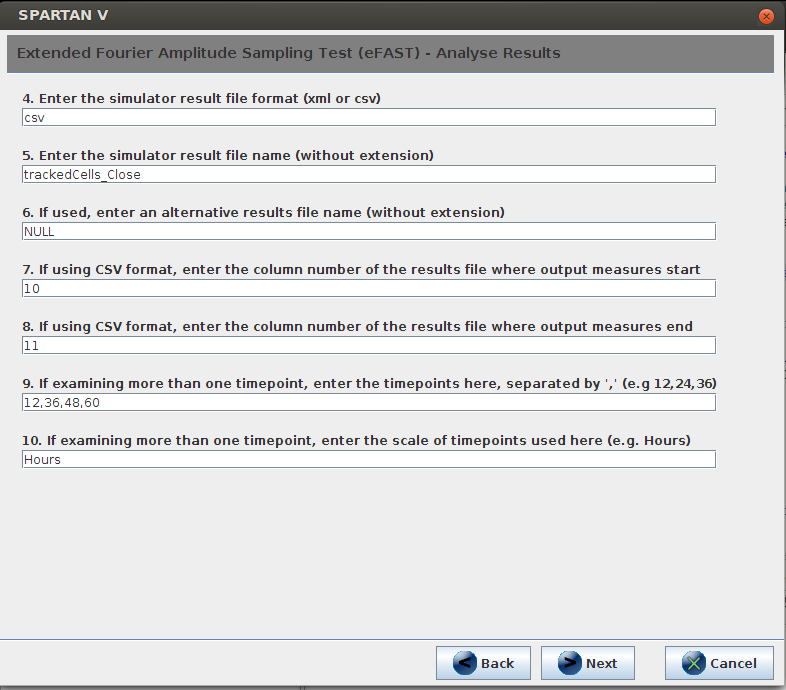 SPARTAN V
Extended Fourier Amplitude Sampling Test (eFAST) - Analyse Results
4. Enter the simulator result file format (xml or csv)
csv
5. Enter the simulator result file name (without extension)
trackedCells_Close
6. If used, enter an alternative results file name (without extension)
NULL
7. If using CSV format, enter the column number of the results file where output measures start
10
8. If using CSV format, enter the column number of the results file where output measures end
11
9. If examining more than one timepoint, enter the timepoints here, separated by ',' (e.g 12,24,36)
12,36,48,60
10. If examining more than one timepoint, enter the scale of timepoints used here (e.g. Hours)
Hours
Back Next Cancel